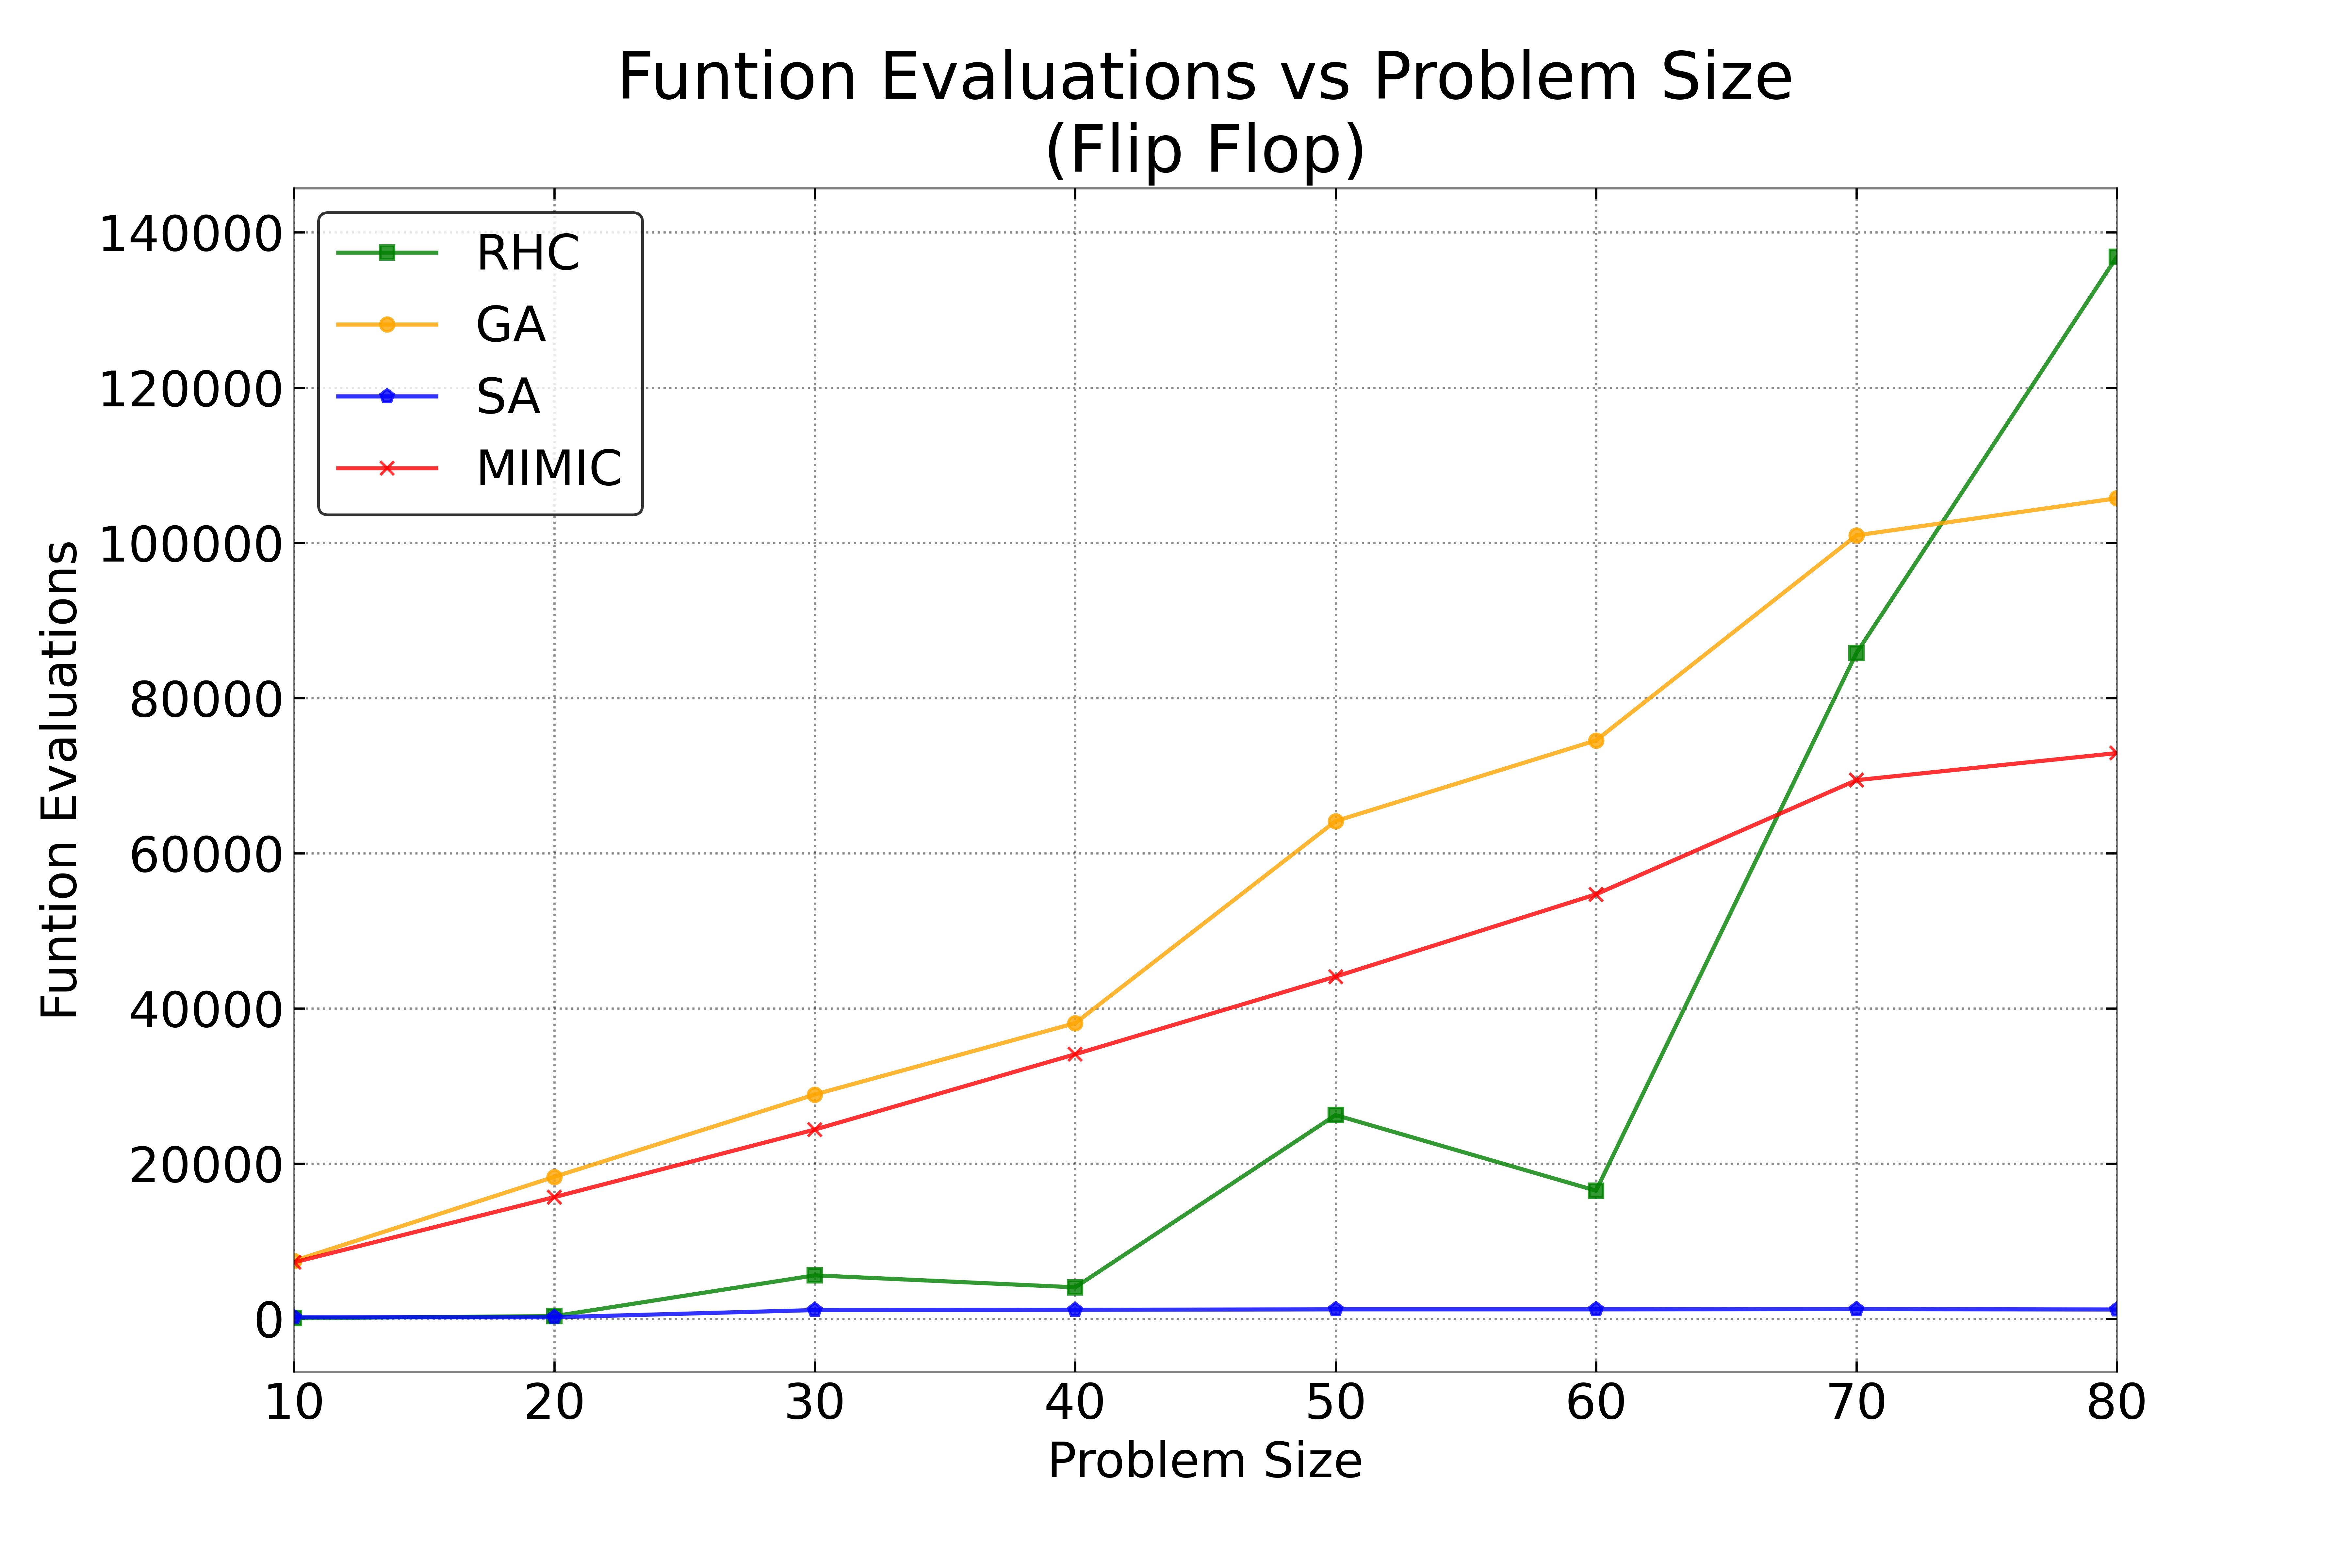 Funtion Evaluations vs Problem Size
(Flip Flop)
RHC
GA
SA
MIMIC
Funtion Evaluations
140000
120000
100000
80000
60000
40000
20000
0
10 20 30 40 50 60 70 80
Problem Size